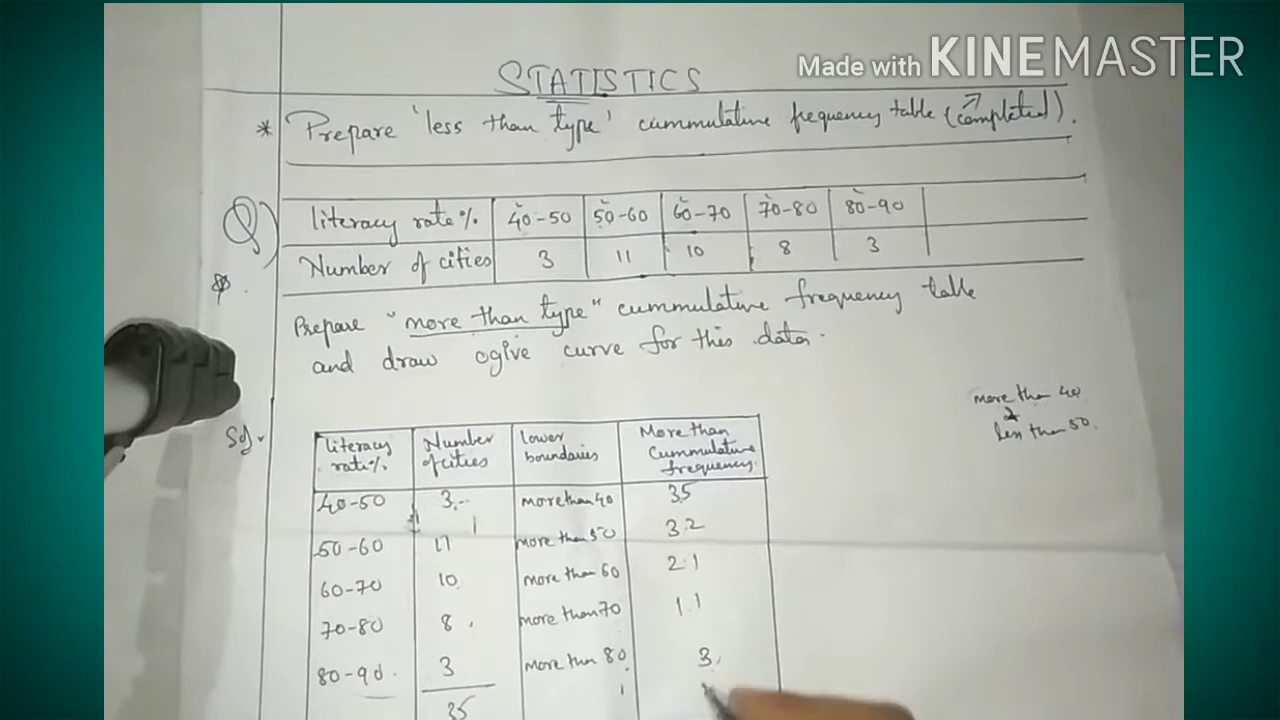 Made with KINEMASTER
STATISTICS
* Prepare 'less than type' cummulative frequency table (completed).
Q) literacy rate% 40-50 50-60 60-70 70-80 80-90
Number of cities 3 11 10 8 3
Prepare "more than type" cummulative frequency table
and draw ogive curve for this data.
more than 40
&
less than 50.
Sol.
literacy rate% Number of cities Lower boundaries More than Cummulative frequency
40-50 3 more than 40 35
50-60 11 more than 50 32
60-70 10 more than 60 21
70-80 8 more than 70 11
80-90 3 more than 80 3
35